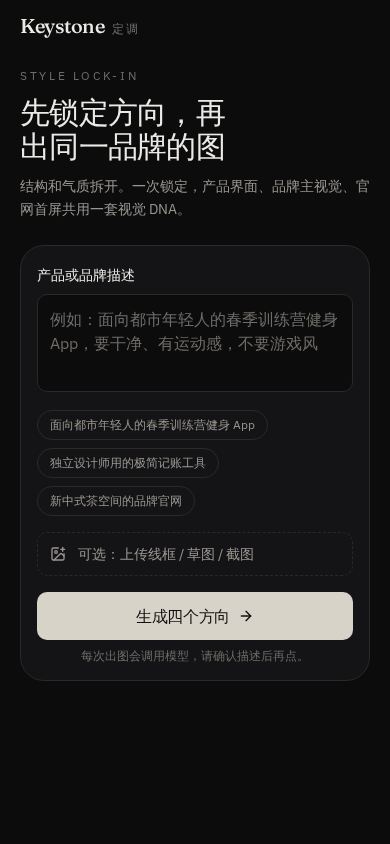 Keystone 定调
STYLE LOCK-IN
先锁定方向，再
出同一品牌的图
结构和气质拆开。一次锁定，产品界面、品牌主视觉、官
网首屏共用一套视觉 DNA。
产品或品牌描述
例如：面向都市年轻人的春季训练营健身
App，要干净、有运动感，不要游戏风
面向都市年轻人的春季训练营健身 App
独立设计师用的极简记账工具
新中式茶空间的品牌官网
可选：上传线框 / 草图 / 截图
生成四个方向 →
每次出图会调用模型，请确认描述后再点。